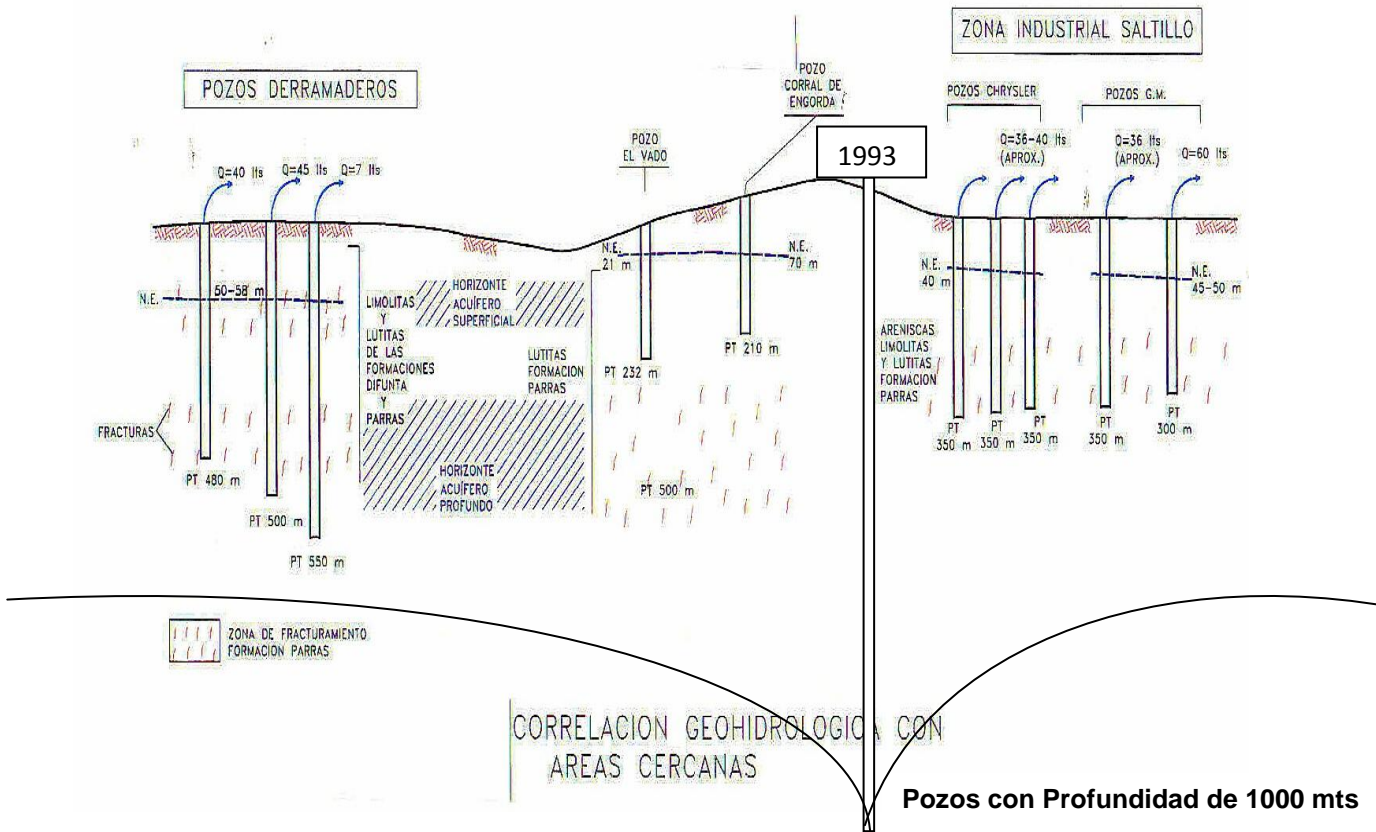 ZONA INDUSTRIAL SALTILLO
POZOS DERRAMADEROS
POZO
CORRAL DE
ENGORDA
POZOS CHRYSLER
POZOS G.M.
POZO
EL VADO
1993
Q=40 lts
Q=45 lts
Q=7 lts
Q=36-40 lts
(APROX.)
Q=36 lts
(APROX.)
Q=60 lts
N.E.
50-58 m
N.E.
21 m
N.E.
70 m
N.E.
40 m
N.E.
45-50 m
LIMOLITAS
Y
LUTITAS
DE LAS
FORMACIONES
DIFUNTA
Y
PARRAS
HORIZONTE
ACUÍFERO
SUPERFICIAL
LUTITAS
FORMACION
PARRAS
PT 232 m
PT 210 m
ARENISCAS
LIMOLITAS
Y LUTITAS
FORMACION
PARRAS
FRACTURAS
PT 480 m
PT 500 m
PT 550 m
HORIZONTE
ACUÍFERO
PROFUNDO
PT 500 m
PT
350 m
PT
350 m
PT
350 m
PT
350 m
PT
300 m
ZONA DE FRACTURAMIENTO
FORMACION PARRAS
CORRELACION GEOHIDROLOGICA CON
AREAS CERCANAS
Pozos con Profundidad de 1000 mts